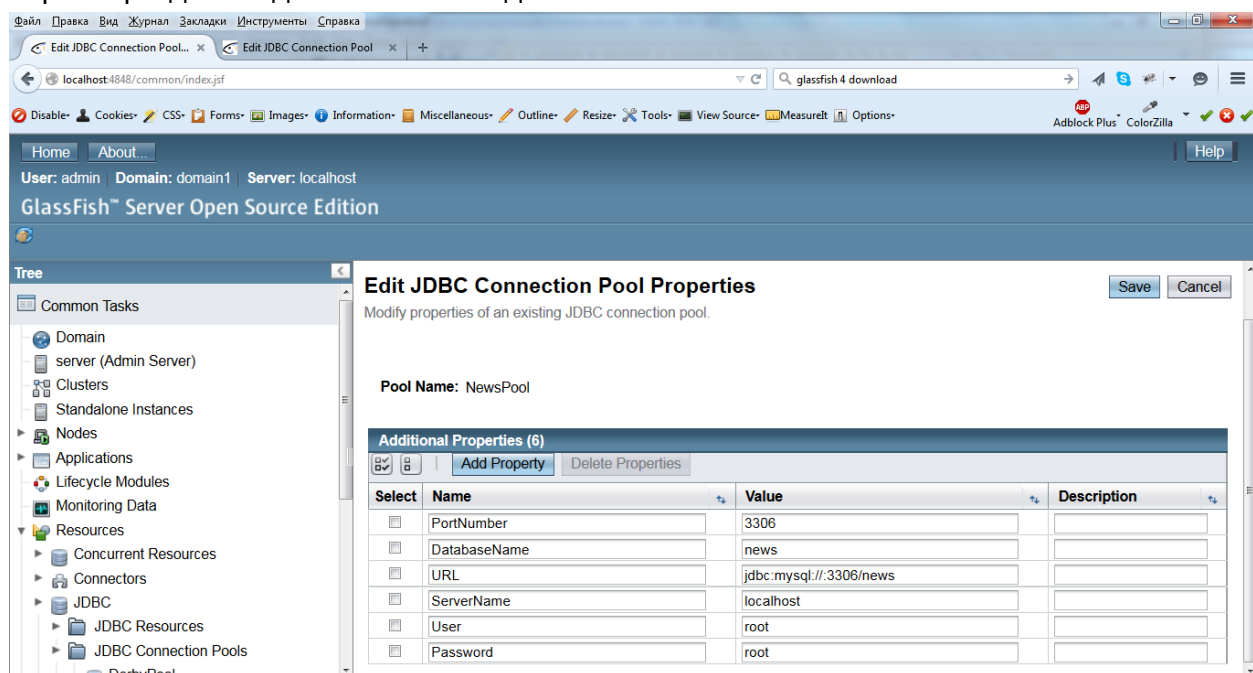 Файл Правка Вид Журнал Закладки Инструменты Справка
Edit JDBC Connection Pool... × Edit JDBC Connection Pool × +
localhost:4848/common/index.jsf glassfish 4 download
Disable Cookies CSS Forms Images Information Miscellaneous Outline Resize Tools View Source MeasureIt Options ABP Adblock Plus ColorZilla
Home About... Help
User: admin Domain: domain1 Server: localhost
GlassFish™ Server Open Source Edition
Tree
Common Tasks
Domain
server (Admin Server)
Clusters
Standalone Instances
Nodes
Applications
Lifecycle Modules
Monitoring Data
Resources
Concurrent Resources
Connectors
JDBC
JDBC Resources
JDBC Connection Pools
DerbyPool
Edit JDBC Connection Pool Properties Save Cancel
Modify properties of an existing JDBC connection pool.
Pool Name: NewsPool
Additional Properties (6)
Add Property Delete Properties
Select Name Value Description
PortNumber 3306
DatabaseName news
URL jdbc:mysql://:3306/news
ServerName localhost
User root
Password root